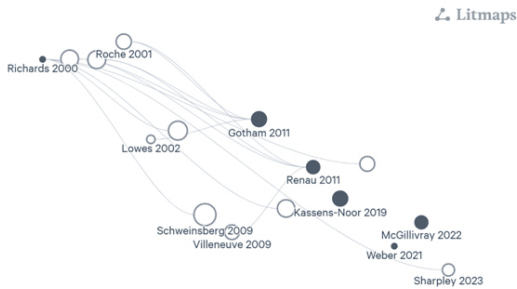 Litmaps
Roche 2001
Richards 2000
Gotham 2011
Lowes 2002
Renau 2011
Kassens-Noor 2019
Schweinsberg 2009
McGillivray 2022
Villeneuve 2009
Weber 2021
Sharpley 2023